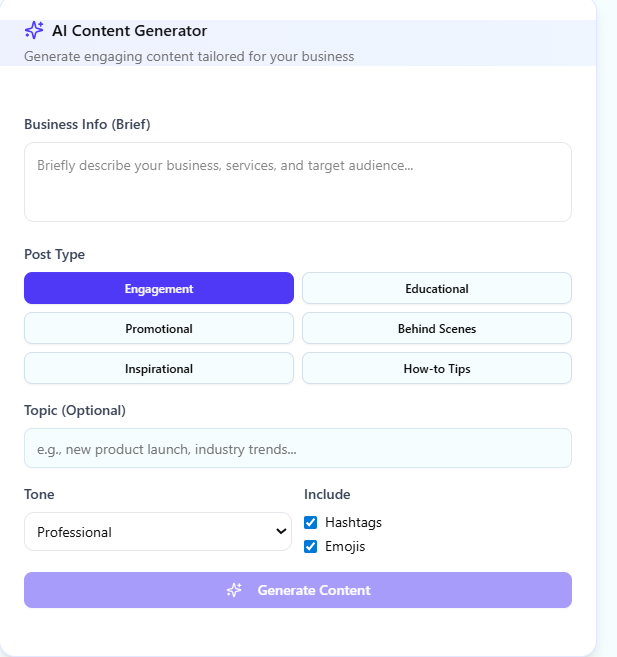 AI Content Generator
Generate engaging content tailored for your business
Business Info (Brief)
Briefly describe your business, services, and target audience...
Post Type
Engagement
Educational
Promotional
Behind Scenes
Inspirational
How-to Tips
Topic (Optional)
e.g., new product launch, industry trends...
Tone
Include
Professional
Hashtags
Emojis
Generate Content